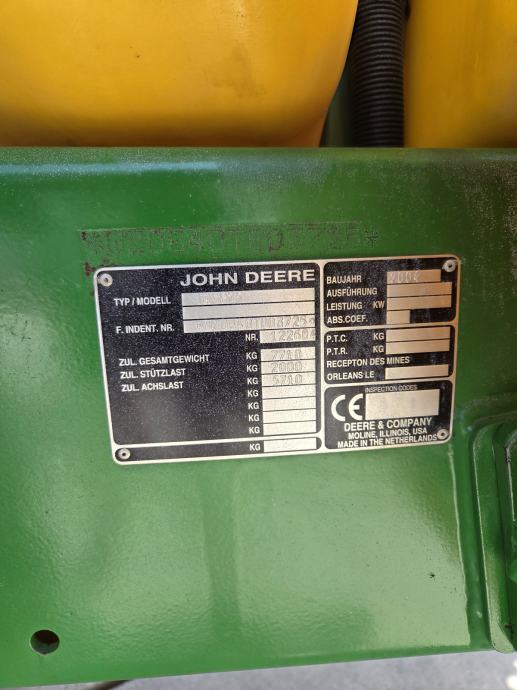 JOHN DEERE
TYP / MODELL
F. INDENT. NR.
NR.
ZUL. GESAMTGEWICHT KG 7710
ZUL. STÜTZLAST KG 2000
ZUL. ACHSLAST KG 5710
KG
KG
KG
KG
BAUJAHR
AUSFÜHRUNG
LEISTUNG KW
ABS.COEF.
P.T.C. KG
P.T.R. KG
RECEPTON DES MINES
ORLEANS LE
INSPECTION CODES
CE
DEERE & COMPANY
MOLINE, ILLINOIS, USA
MADE IN THE NETHERLANDS